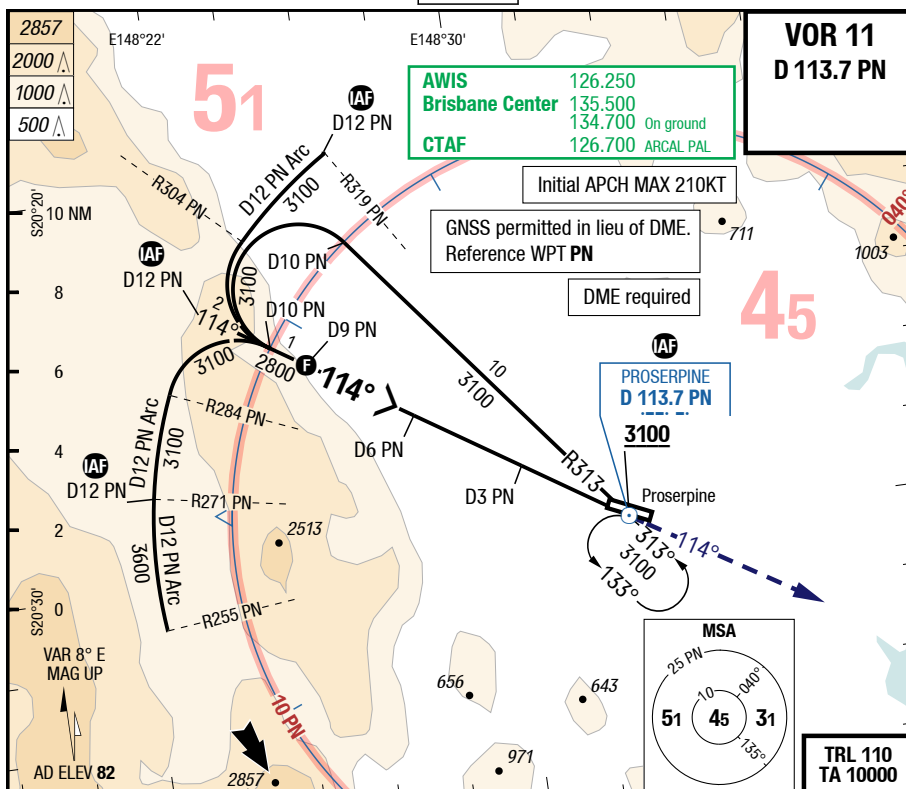 2857
2000
1000
500
E148°22'
E148°30'
VOR 11
D 113.7 PN
AWIS 126.250
Brisbane Center 135.500
134.700 On ground
CTAF 126.700 ARCAL PAL
51
IAF
D12 PN
D12 PN Arc
3100
R304 PN
R319 PN
Initial APCH MAX 210KT
GNSS permitted in lieu of DME.
Reference WPT PN
DME required
711
040°
1003
45
S20°20'
10 NM
8
6
4
2
0
S20°30'
IAF
D12 PN
2
114°
3100
D10 PN
D10 PN
1
D9 PN
F
2800
114°
3100
10
3100
IAF
PROSERPINE
D 113.7 PN
3100
D6 PN
D3 PN
R313
Proserpine
313°
3100
133°
114°
R284 PN
D12 PN Arc
3100
IAF
D12 PN
R271 PN
D12 PN Arc
3600
R255 PN
2513
10 PN
VAR 8° E
MAG UP
AD ELEV 82
2857
656
643
971
MSA
25 PN
10
040°
135°
51
45
31
TRL 110
TA 10000